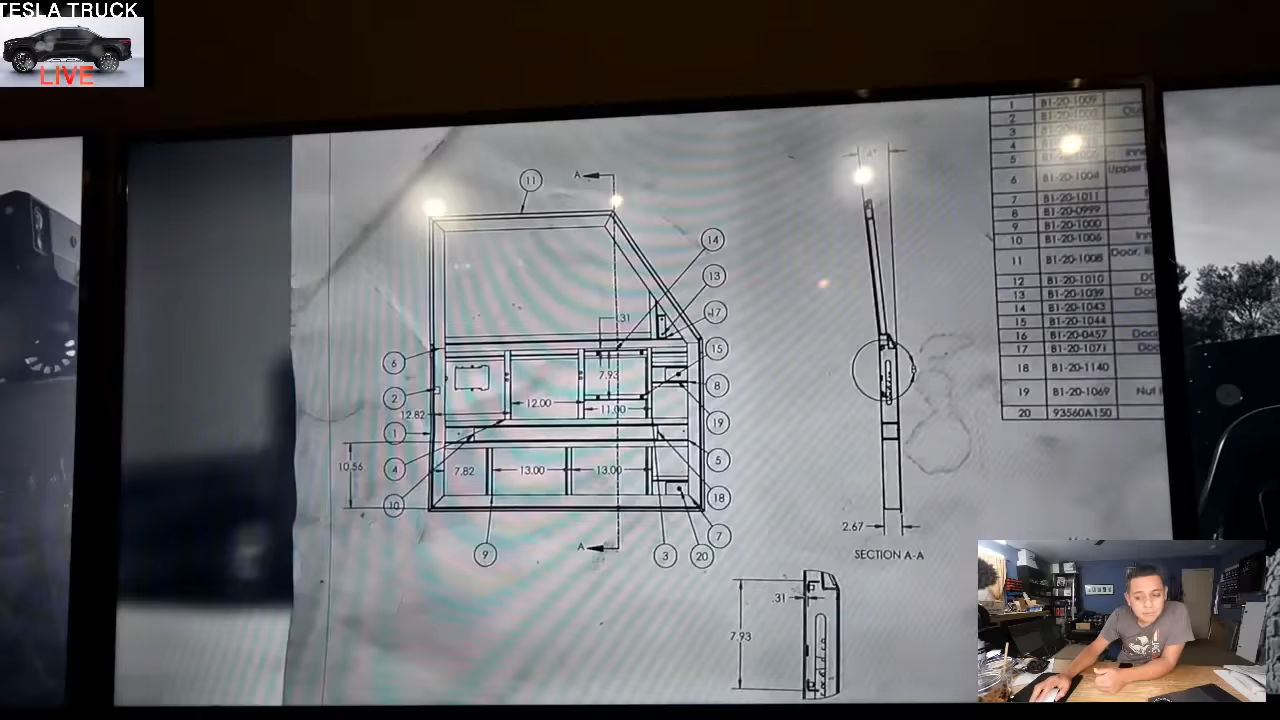 TESLA TRUCK
LIVE
A
11
14
13
17
15
8
19
5
18
7
20
3
9
10
4
1
2
6
.31
7.93
12.00
11.00
12.82
10.56
7.82
13.00
13.00
A
4"
2.67
SECTION A-A
.31
7.93
1 B1-20-1009
2
3
4
5
6 B1-20-1004 Upper
7 B1-20-1011
8 B1-20-0999
9 B1-20-1000
10 B1-20-1006
11 B1-20-1008 Door,
12 B1-20-1010
13 B1-20-1039
14 B1-20-1043
15 B1-20-1044
16 B1-20-0457
17 B1-20-1071
18 B1-20-1140
19 B1-20-1069 Nut
20 93560A150